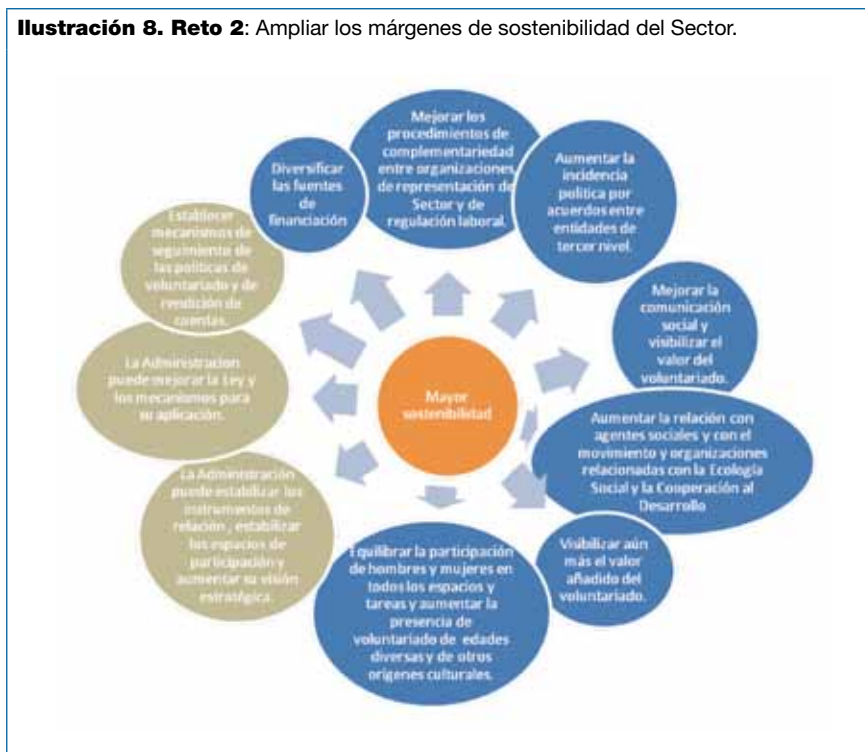 Ilustración 8. Reto 2: Ampliar los márgenes de sostenibilidad del Sector.
Mejorar los
procedimientos de
complementariedad
entre organizaciones
de representación de
Sector y de
regulación laboral.
Aumentar la
incidencia
política por
acuerdos entre
entidades de
tercer nivel.
Mejorar la
comunicación
social y
visibilizar el
valor del
voluntariado.
Aumentar la relación con
agentes sociales y con el
movimiento y organizaciones
relacionadas con la Ecología
Social y la Cooperación al
Desarrollo
Visibilizar aún
más el valor
añadido del
voluntariado.
Equilibrar la participación
de hombres y mujeres en
todos los espacios y
tareas y aumentar la
presencia de
voluntariado de edades
diversas y de otros
orígenes culturales.
La Administración
puede estabilizar los
instrumentos de
relación , estabilizar
los espacios de
participación y
aumentar su visión
estratégica.
La Administracion
puede mejorar la Ley y
los mecanismos para
su aplicación.
Establecer
mecanismos de
seguimiento de
las políticas de
voluntariado y de
rendición de
cuentas.
Diversificar
las fuentes
de
financiación
Mayor
sostenibilidad